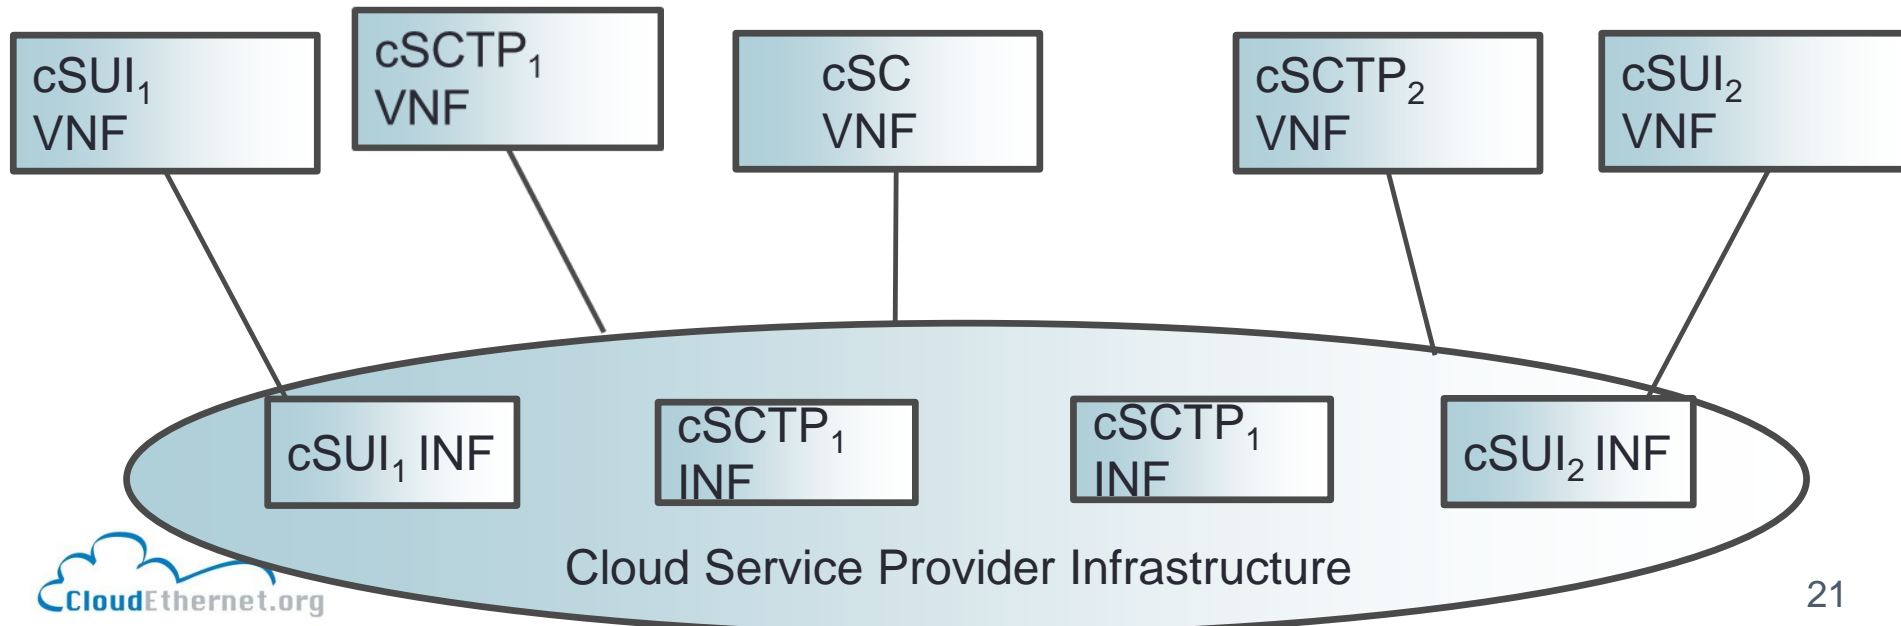 cSUI₁
VNF
cSCTP₁
VNF
cSC
VNF
cSCTP₂
VNF
cSUI₂
VNF
cSUI₁ INF
cSCTP₁
INF
cSCTP₁
INF
cSUI₂ INF
Cloud Service Provider Infrastructure
CloudEthernet.org
21